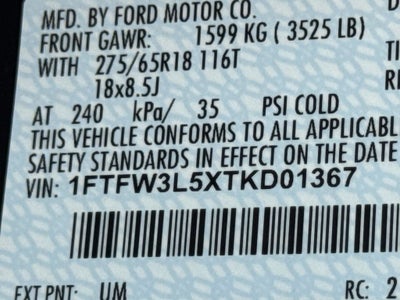 MFD. BY FORD MOTOR CO.
FRONT GAWR: 1599 KG ( 3525 LB)
WITH 275/65R18 116T
18x8.5J
AT 240 kPa/ 35 PSI COLD
THIS VEHICLE CONFORMS TO ALL APPLICABL
SAFETY STANDARDS IN EFFECT ON THE DATE
VIN: 1FTFW3L5XTKD01367
EXT PNT: UM RC: 2